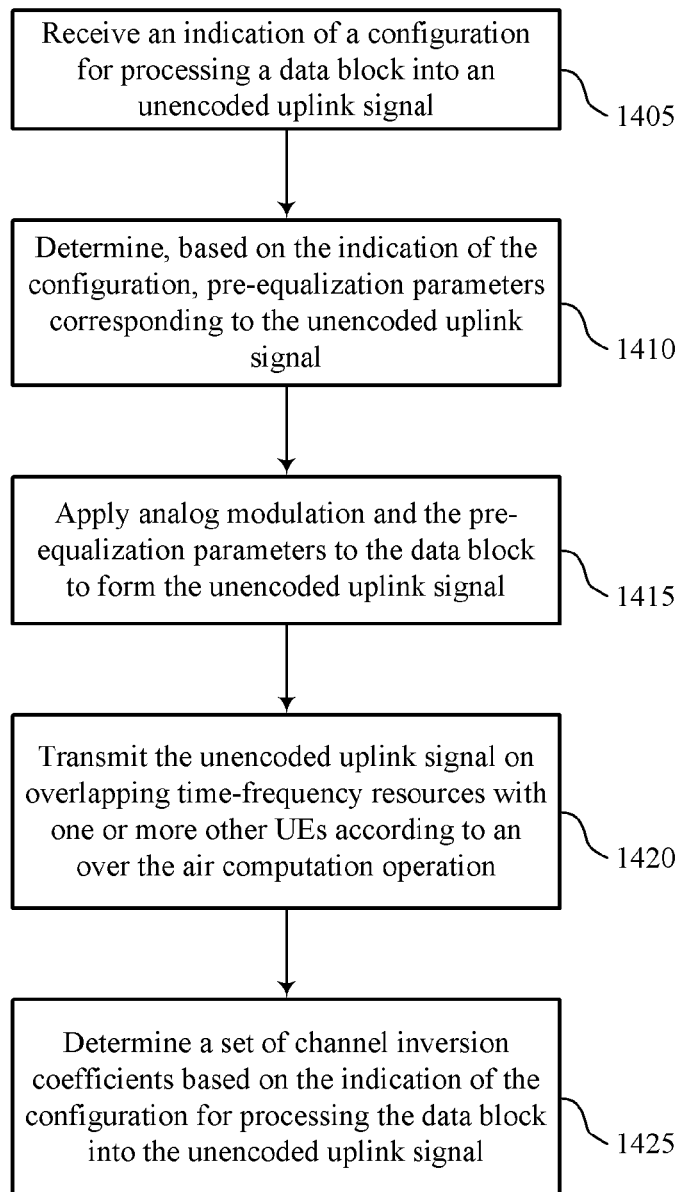 Receive an indication of a configuration
for processing a data block into an
unencoded uplink signal
1405
Determine, based on the indication of the
configuration, pre-equalization parameters
corresponding to the unencoded uplink
signal
1410
Apply analog modulation and the pre-
equalization parameters to the data block
to form the unencoded uplink signal
1415
Transmit the unencoded uplink signal on
overlapping time-frequency resources with
one or more other UEs according to an
over the air computation operation
1420
Determine a set of channel inversion
coefficients based on the indication of the
configuration for processing the data block
into the unencoded uplink signal
1425